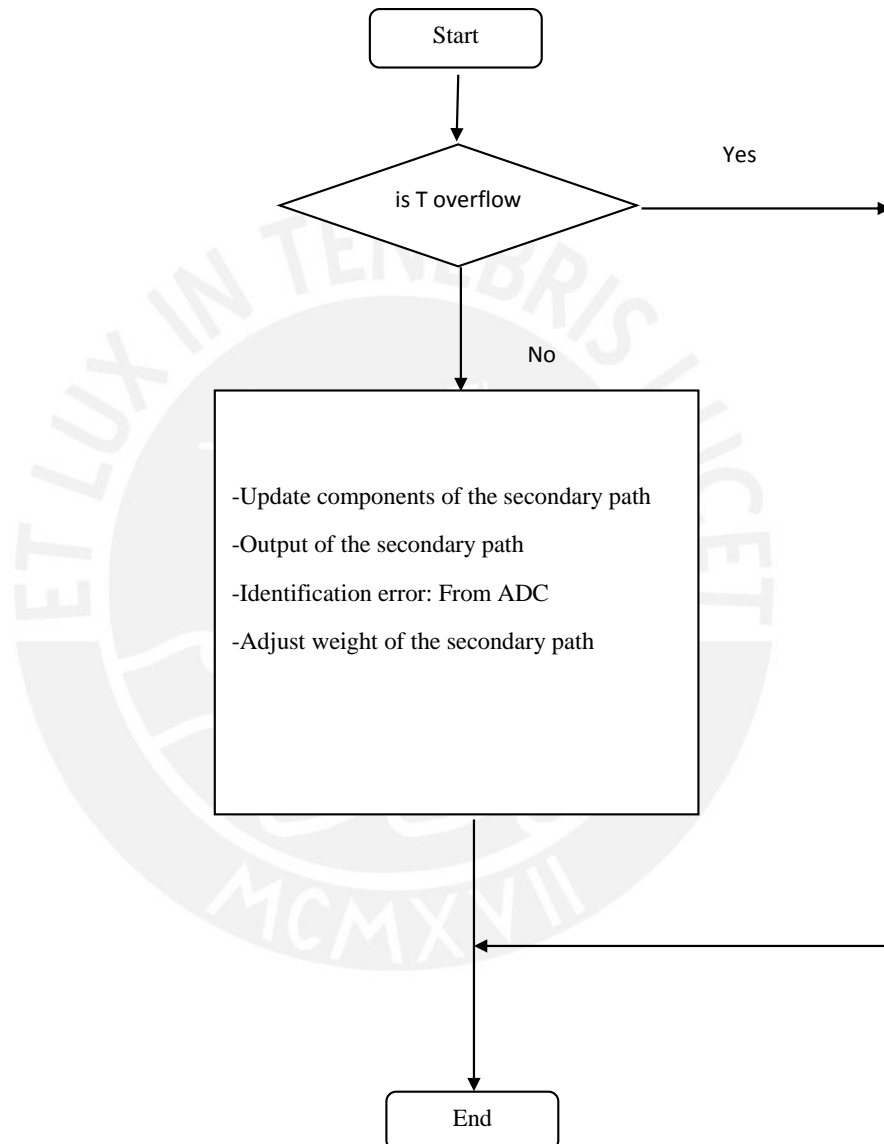 Start
Yes
is T overflow
No
-Update components of the secondary path
-Output of the secondary path
-Identification error: From ADC
-Adjust weight of the secondary path
End
ET LUX IN TENEBRIS LUCET
MCMXVII